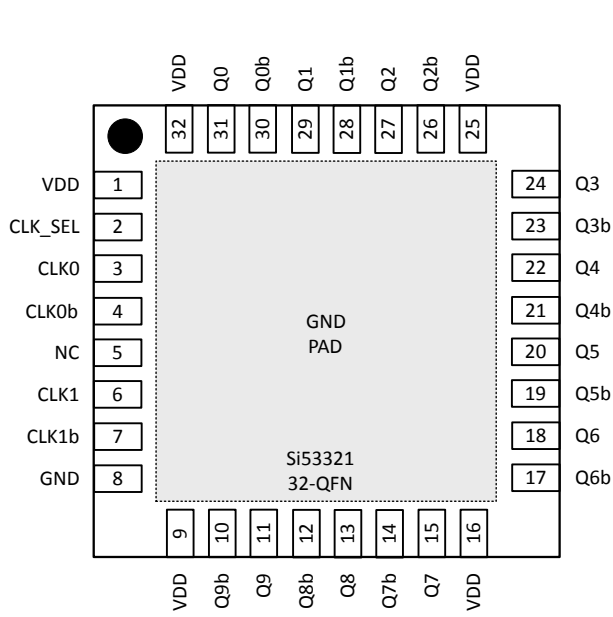 VDD Q0 Q0b Q1 Q1b Q2 Q2b VDD
32 31 30 29 28 27 26 25
VDD 1
CLK_SEL 2
CLK0 3
CLK0b 4
NC 5
CLK1 6
CLK1b 7
GND 8
GND
PAD
Si53321
32-QFN
24 Q3
23 Q3b
22 Q4
21 Q4b
20 Q5
19 Q5b
18 Q6
17 Q6b
9 10 11 12 13 14 15 16
VDD Q9b Q9 Q8b Q8 Q7b Q7 VDD